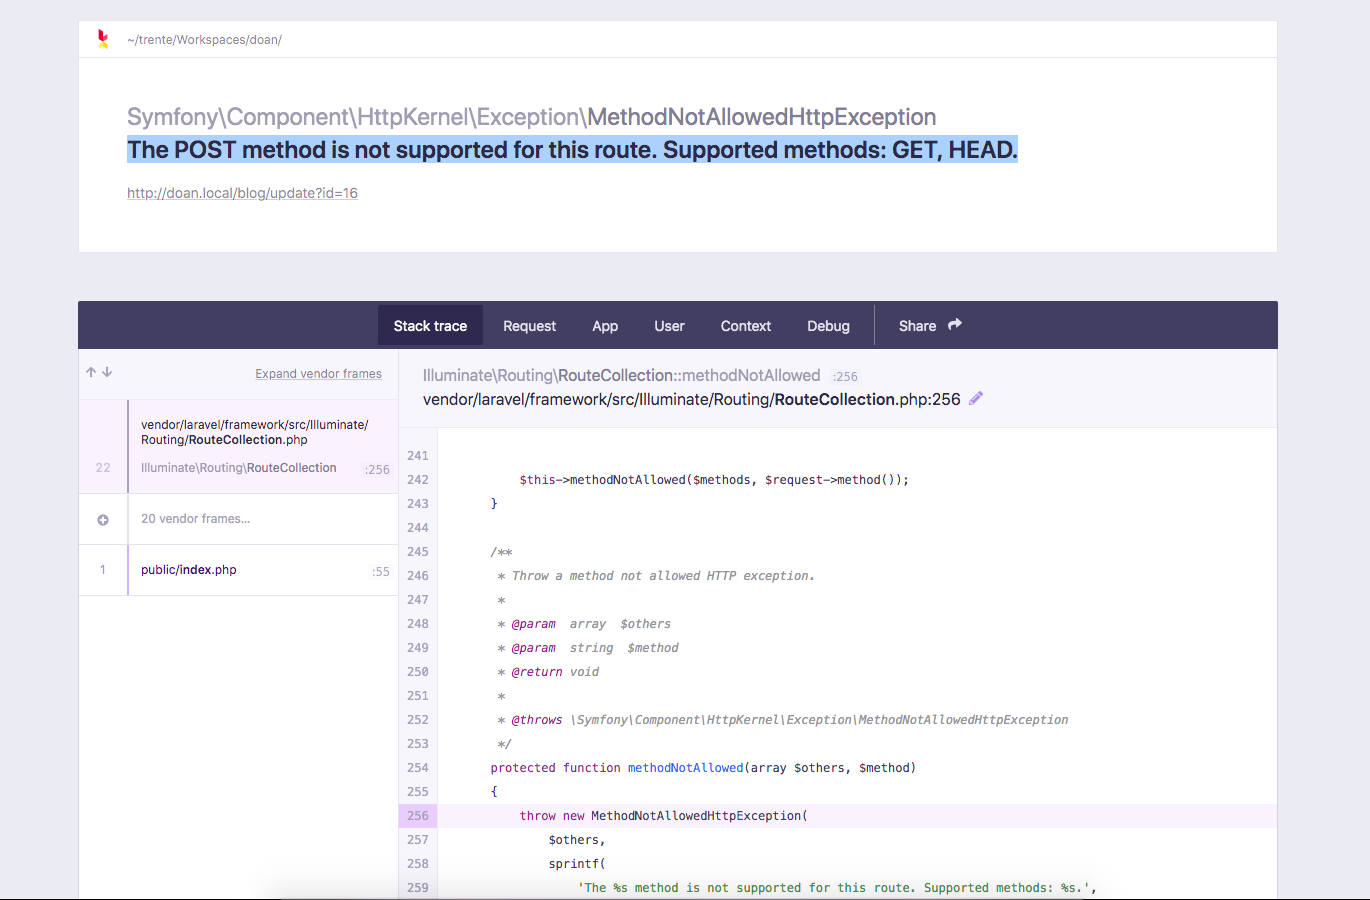 ~/trente/Workspaces/doan/
Symfony\Component\HttpKernel\Exception\MethodNotAllowedHttpException
The POST method is not supported for this route. Supported methods: GET, HEAD.
http://doan.local/blog/update?id=16
Stack trace Request App User Context Debug Share
Expand vendor frames
vendor/laravel/framework/src/Illuminate/
Routing/RouteCollection.php
22 Illuminate\Routing\RouteCollection :256
20 vendor frames...
1 public/index.php :55
Illuminate\Routing\RouteCollection::methodNotAllowed :256
vendor/laravel/framework/src/Illuminate/Routing/RouteCollection.php:256
241
242 $this->methodNotAllowed($methods, $request->method());
243 }
244
245 /**
246 * Throw a method not allowed HTTP exception.
247 *
248 * @param  array  $others
249 * @param  string  $method
250 * @return void
251 *
252 * @throws \Symfony\Component\HttpKernel\Exception\MethodNotAllowedHttpException
253 */
254 protected function methodNotAllowed(array $others, $method)
255 {
256 throw new MethodNotAllowedHttpException(
257 $others,
258 sprintf(
259 'The %s method is not supported for this route. Supported methods: %s.',